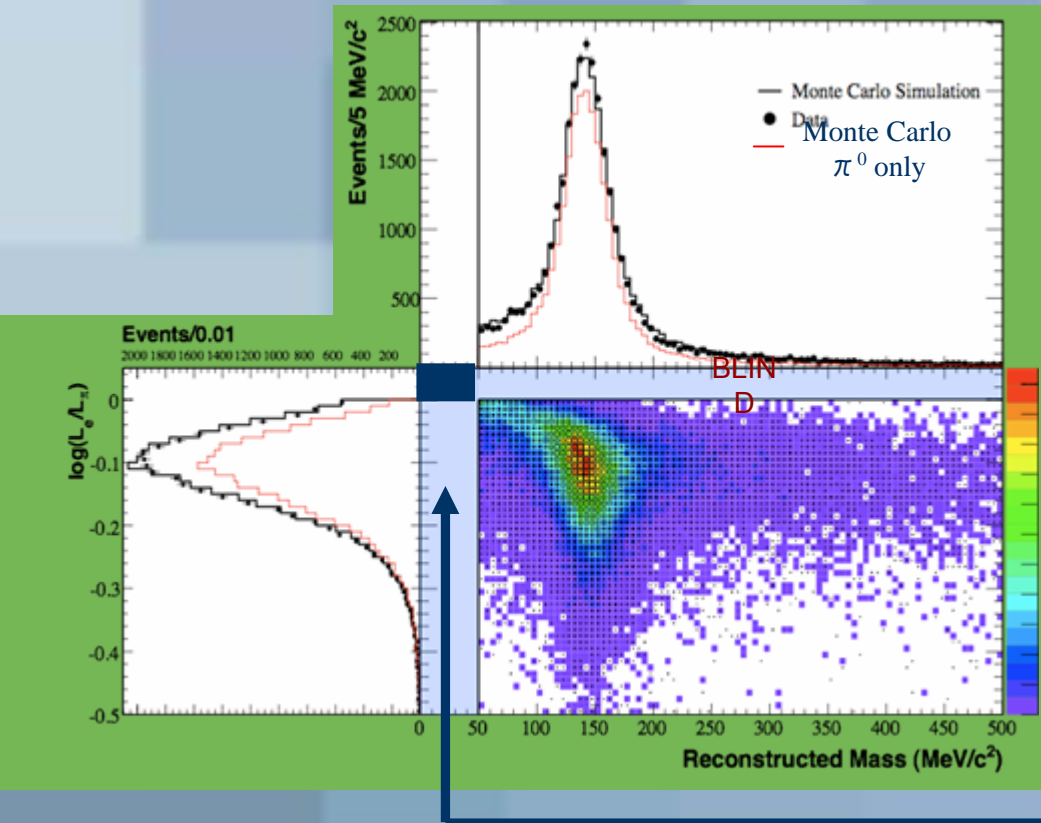 Events/5 MeV/c²
2500
2000
1500
1000
500
Monte Carlo Simulation
Data
Monte Carlo
π⁰ only
Events/0.01
2000 1800 1600 1400 1200 1000 800 600 400 200
BLIN
D
log(Lₑ/L_π)
0
-0.1
-0.2
-0.3
-0.4
-0.5
0 50 100 150 200 250 300 350 400 450 500
Reconstructed Mass (MeV/c²)